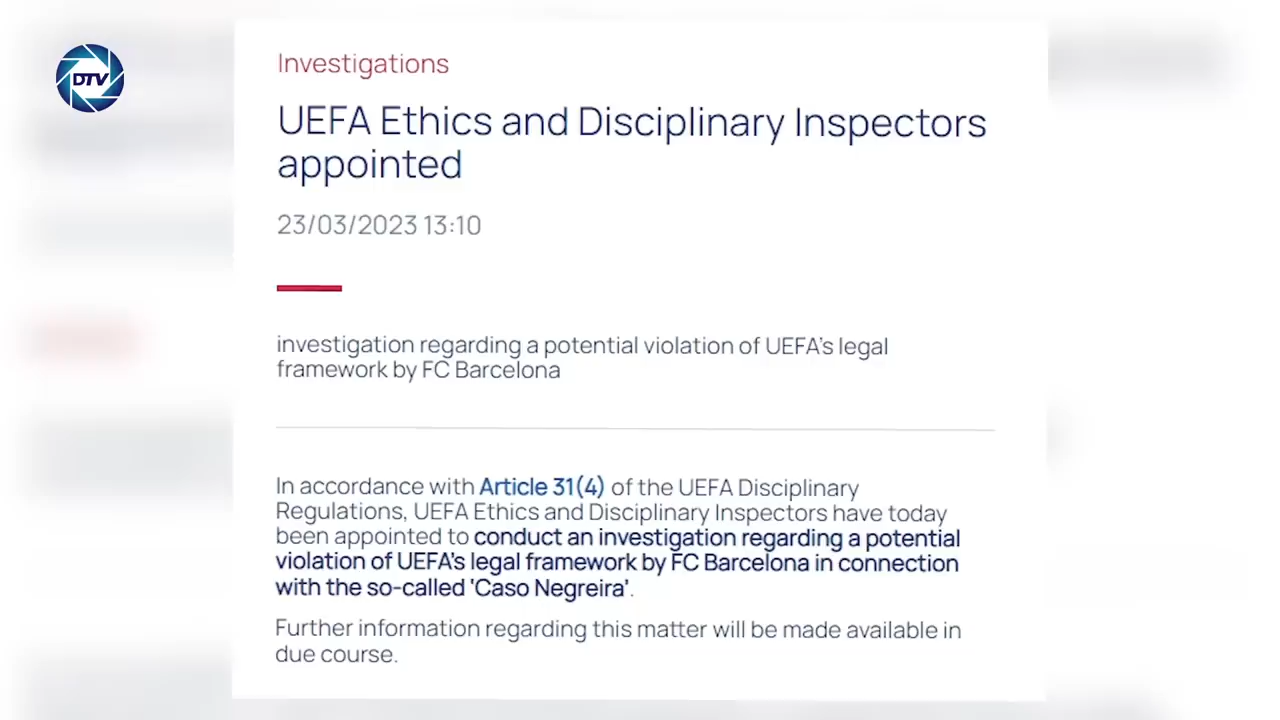 DTV
Investigations
UEFA Ethics and Disciplinary Inspectors
appointed
23/03/2023 13:10
investigation regarding a potential violation of UEFA's legal
framework by FC Barcelona
In accordance with Article 31(4) of the UEFA Disciplinary
Regulations, UEFA Ethics and Disciplinary Inspectors have today
been appointed to conduct an investigation regarding a potential
violation of UEFA's legal framework by FC Barcelona in connection
with the so-called 'Caso Negreira'.
Further information regarding this matter will be made available in
due course.